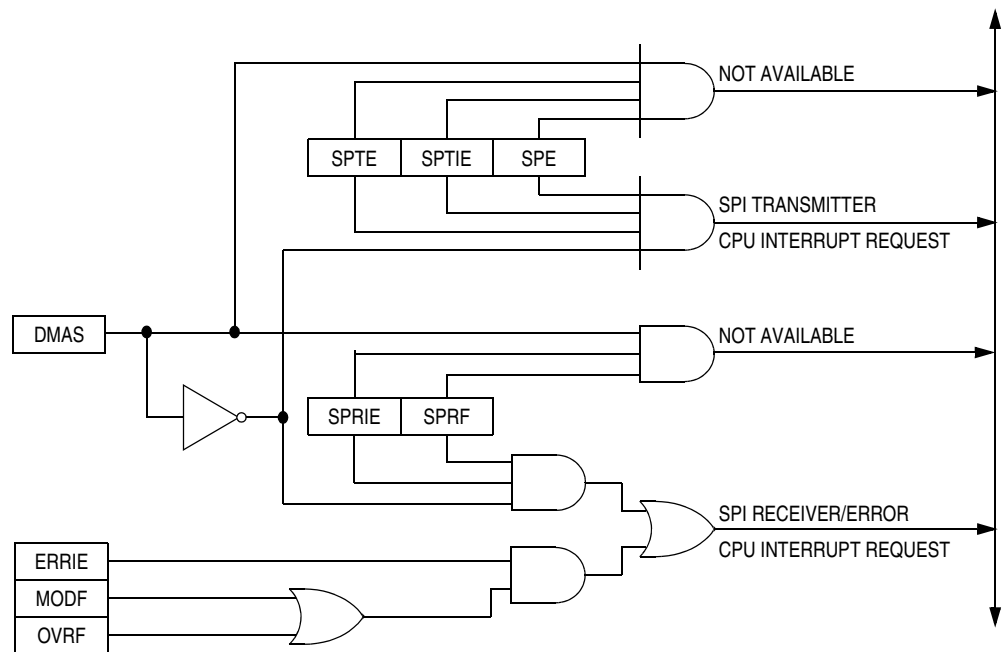 NOT AVAILABLE
SPTE SPTIE SPE
SPI TRANSMITTER
CPU INTERRUPT REQUEST
DMAS
NOT AVAILABLE
SPRIE SPRF
SPI RECEIVER/ERROR
CPU INTERRUPT REQUEST
ERRIE
MODF
OVRF